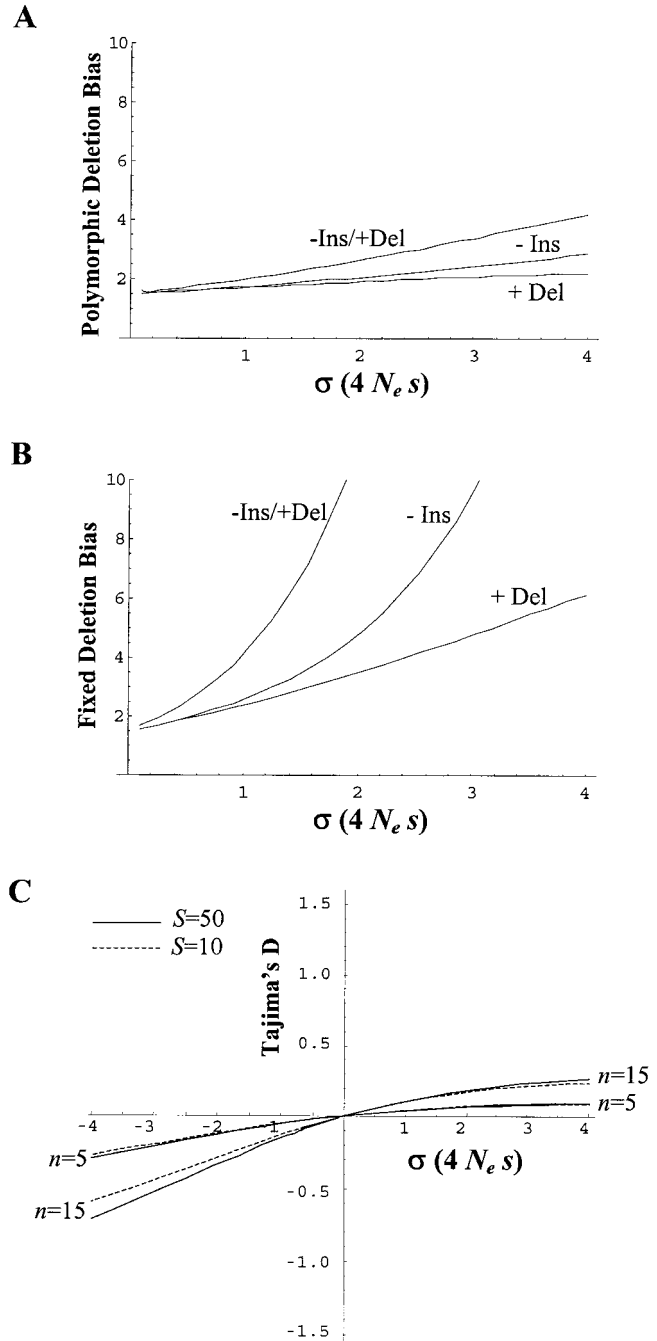 A
Polymorphic Deletion Bias
10
8
6
4
2
-Ins/+Del
- Ins
+ Del
1 2 3 4
σ (4 Ne s)
B
Fixed Deletion Bias
10
8
6
4
2
-Ins/+Del
- Ins
+ Del
1 2 3 4
σ (4 Ne s)
C
S=50
S=10
Tajima's D
1.5
1.0
0.5
-0.5
-1.0
-1.5
n=15
n=5
-4 -3 -2 -1 1 2 3 4
σ (4 Ne s)
n=5
n=15